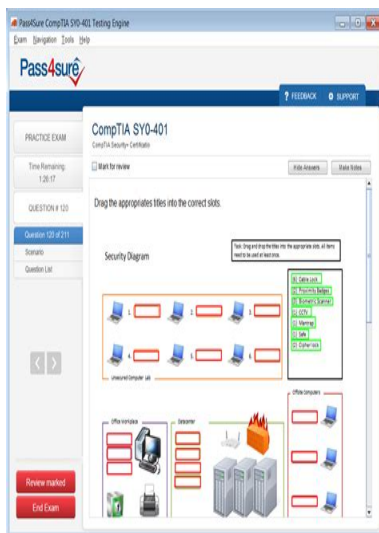 Pass4Sure CompTIA SY0-401 Testing Engine
Exam Navigation Tools Help
Pass4surê
? FEEDBACK SUPPORT
PRACTICE EXAM
Time Remaining:
1:26:17
QUESTION # 120
Question 120 of 211
Scenario
Question List
Review marked
End Exam
CompTIA SY0-401
CompTIA Security+ Certificatio
Mark for review
Hide Answers
Make Notes
Drag the appropriates titles into the correct slots.
Security Diagram
Task: Drag and drop the titles into the appropriate slots. All items
need to be used at least once.
Cable Lock
Proximity Badges
Biometric Scanner
CCTV
Mantrap
Safe
Cipher lock
1.
2.
3.
4.
5.
6.
Unsecured Computer Lab
Office Workplace
Datacenter
Offsite Computers